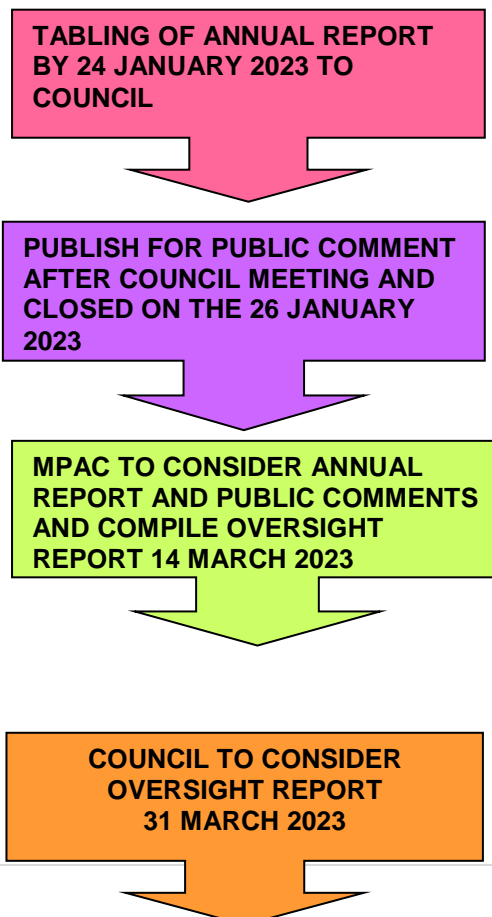 TABLING OF ANNUAL REPORT
BY 24 JANUARY 2023 TO
COUNCIL
PUBLISH FOR PUBLIC COMMENT
AFTER COUNCIL MEETING AND
CLOSED ON THE 26 JANUARY
2023
MPAC TO CONSIDER ANNUAL
REPORT AND PUBLIC COMMENTS
AND COMPILE OVERSIGHT
REPORT 14 MARCH 2023
COUNCIL TO CONSIDER
OVERSIGHT REPORT
31 MARCH 2023